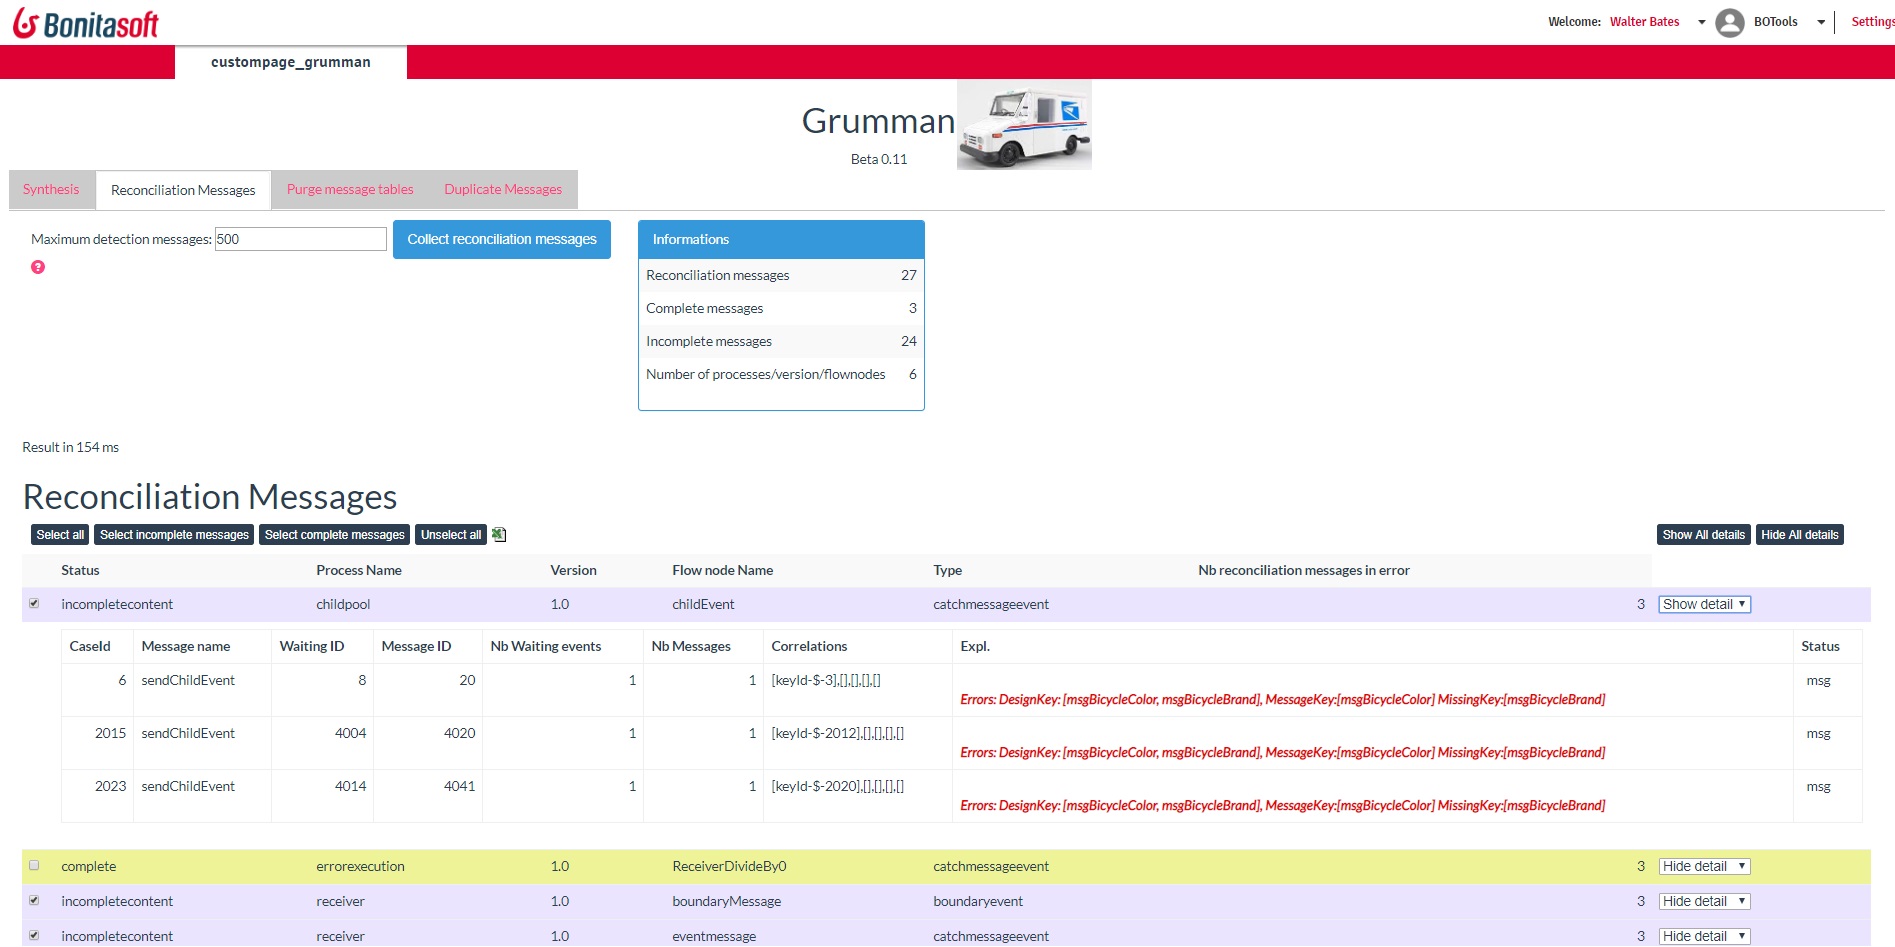 Bonitasoft
Welcome: Walter Bates BOTools Settings
custompage_grumman
Grumman
Beta 0.11
Synthesis Reconciliation Messages Purge message tables Duplicate Messages
Maximum detection messages: 500 Collect reconciliation messages
?
Informations
Reconciliation messages 27
Complete messages 3
Incomplete messages 24
Number of processes/version/flownodes 6
Result in 154 ms
Reconciliation Messages
Select all Select incomplete messages Select complete messages Unselect all Show All details Hide All details
Status Process Name Version Flow node Name Type Nb reconciliation messages in error
incompletecontent childpool 1.0 childEvent catchmessageevent 3 Show detail
CaseId Message name Waiting ID Message ID Nb Waiting events Nb Messages Correlations Expl. Status
6 sendChildEvent 8 20 1 1 [keyId-$-3],[],[],[],[] msg
Errors: DesignKey: [msgBicycleColor, msgBicycleBrand], MessageKey:[msgBicycleColor] MissingKey:[msgBicycleBrand]
2015 sendChildEvent 4004 4020 1 1 [keyId-$-2012],[],[],[],[] msg
Errors: DesignKey: [msgBicycleColor, msgBicycleBrand], MessageKey:[msgBicycleColor] MissingKey:[msgBicycleBrand]
2023 sendChildEvent 4014 4041 1 1 [keyId-$-2020],[],[],[],[] msg
Errors: DesignKey: [msgBicycleColor, msgBicycleBrand], MessageKey:[msgBicycleColor] MissingKey:[msgBicycleBrand]
complete errorexecution 1.0 ReceiverDivideBy0 catchmessageevent 3 Hide detail
incompletecontent receiver 1.0 boundaryMessage boundaryevent 3 Hide detail
incompletecontent receiver 1.0 eventmessage catchmessageevent 3 Hide detail